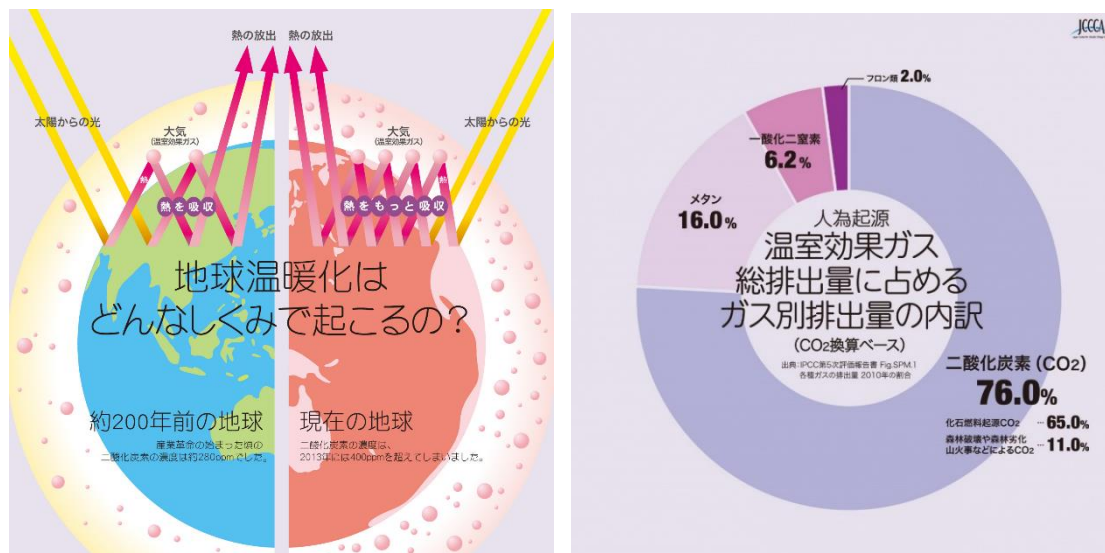 熱の放出 熱の放出
太陽からの光
大気
(温室効果ガス)
熱
熱を吸収
大気
(温室効果ガス)
熱
熱をもっと吸収
太陽からの光
地球温暖化は
どんなしくみで起こるの？
約200年前の地球
産業革命の始まった頃の
二酸化炭素の濃度は約280ppmでした。
現在の地球
二酸化炭素の濃度は、
2013年には400ppmを超えてしまいました。
JCCCA
フロン類 2.0%
一酸化二窒素
6.2%
メタン
16.0%
人為起源
温室効果ガス
総排出量に占める
ガス別排出量の内訳
(CO2換算ベース)
出典:IPCC第5次評価報告書 Fig.SPM.1
各種ガスの排出量 2010年の割合
二酸化炭素 (CO2)
76.0%
化石燃料起源CO2 … 65.0%
森林破壊や森林劣化
山火事などによるCO2 … 11.0%